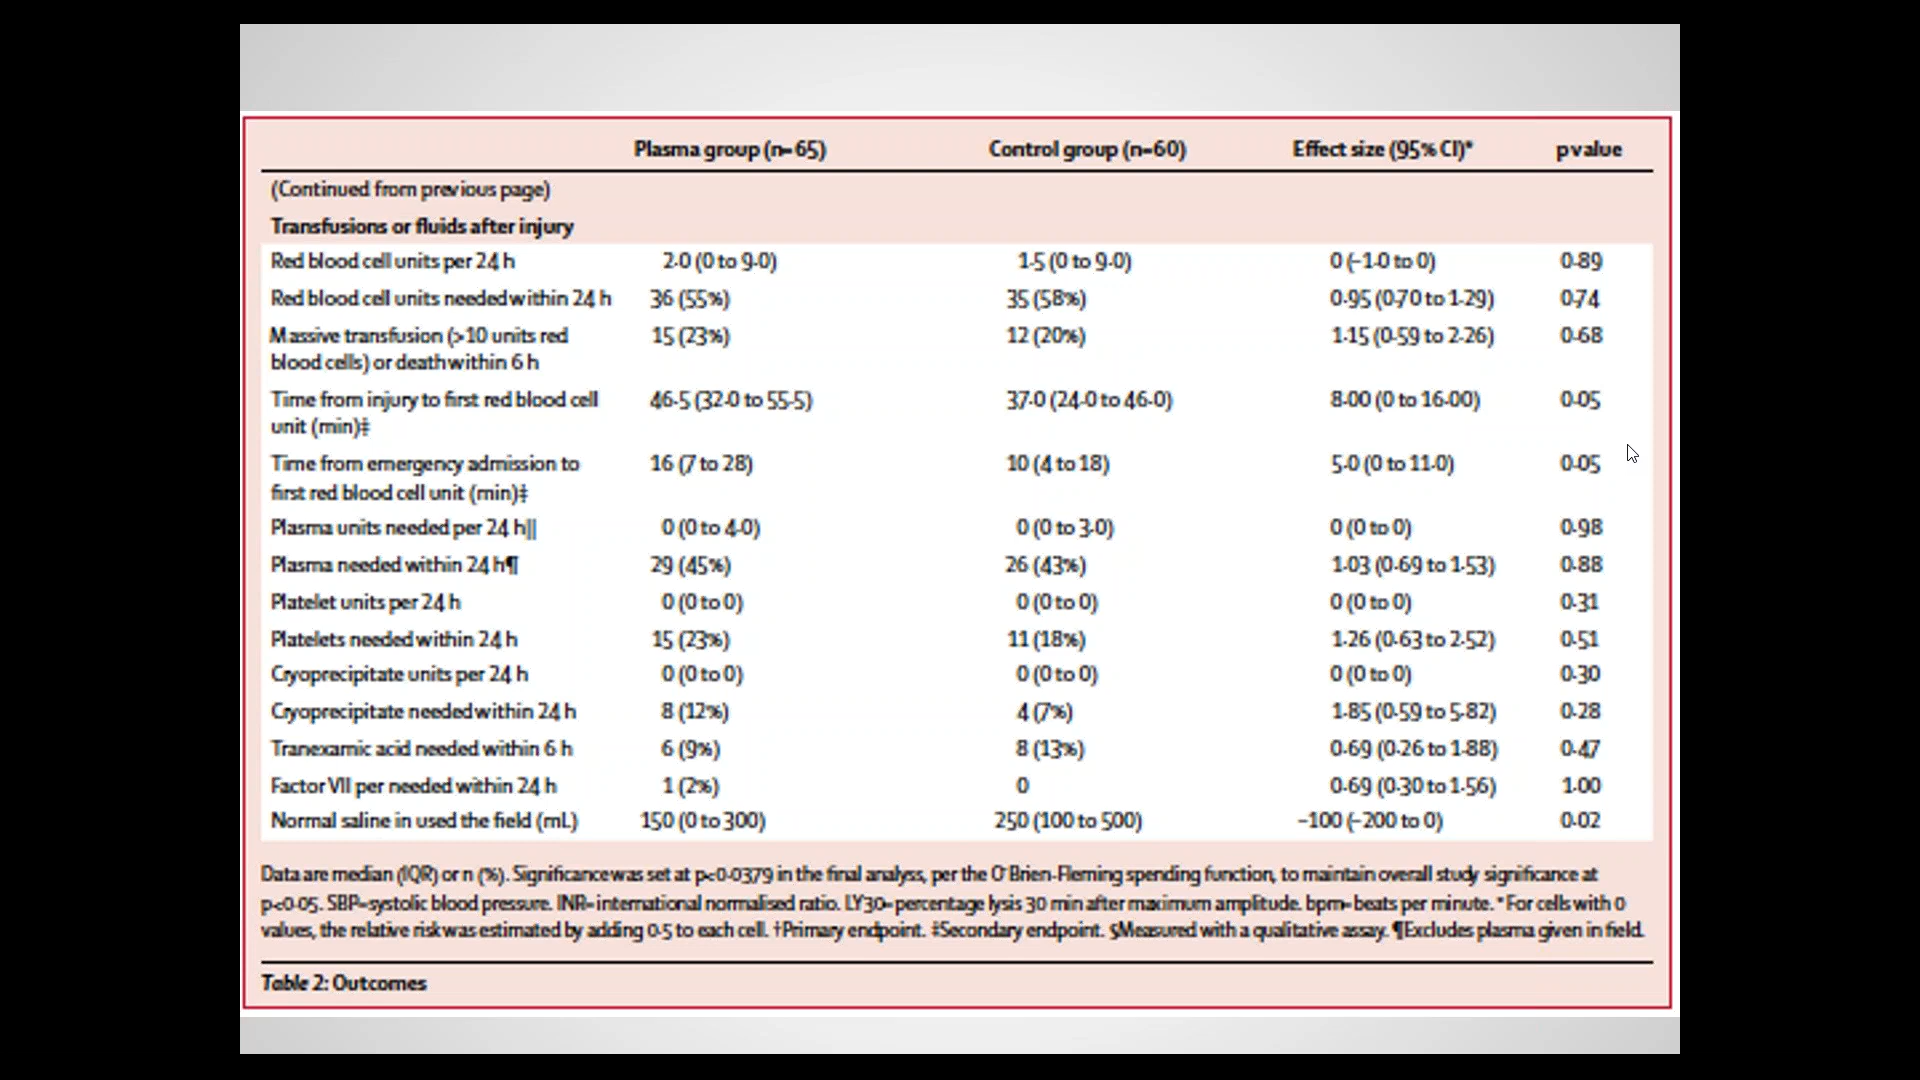 Plasma group (n=65) Control group (n=60) Effect size (95% CI)* p value
(Continued from previous page)
Transfusions or fluids after injury
Red blood cell units per 24 h 2·0 (0 to 9·0) 1·5 (0 to 9·0) 0 (–1·0 to 0) 0·89
Red blood cell units needed within 24 h 36 (55%) 35 (58%) 0·95 (0·70 to 1·29) 0·74
Massive transfusion (>10 units red 15 (23%) 12 (20%) 1·15 (0·59 to 2·26) 0·68
blood cells) or death within 6 h
Time from injury to first red blood cell 46·5 (32·0 to 55·5) 37·0 (24·0 to 46·0) 8·00 (0 to 16·00) 0·05
unit (min)‡
Time from emergency admission to 16 (7 to 28) 10 (4 to 18) 5·0 (0 to 11·0) 0·05
first red blood cell unit (min)‡
Plasma units needed per 24 h|| 0 (0 to 4·0) 0 (0 to 3·0) 0 (0 to 0) 0·98
Plasma needed within 24 h¶ 29 (45%) 26 (43%) 1·03 (0·69 to 1·53) 0·88
Platelet units per 24 h 0 (0 to 0) 0 (0 to 0) 0 (0 to 0) 0·31
Platelets needed within 24 h 15 (23%) 11 (18%) 1·26 (0·63 to 2·52) 0·51
Cryoprecipitate units per 24 h 0 (0 to 0) 0 (0 to 0) 0 (0 to 0) 0·30
Cryoprecipitate needed within 24 h 8 (12%) 4 (7%) 1·85 (0·59 to 5·82) 0·28
Tranexamic acid needed within 6 h 6 (9%) 8 (13%) 0·69 (0·26 to 1·88) 0·47
Factor VII per needed within 24 h 1 (2%) 0 0·69 (0·30 to 1·56) 1·00
Normal saline in used the field (mL) 150 (0 to 300) 250 (100 to 500) –100 (–200 to 0) 0·02
Data are median (IQR) or n (%). Significance was set at p<0·0379 in the final analysis, per the O'Brien-Fleming spending function, to maintain overall study significance at
p<0·05. SBP=systolic blood pressure. INR=international normalised ratio. LY30=percentage lysis 30 min after maximum amplitude. bpm=beats per minute. *For cells with 0
values, the relative risk was estimated by adding 0·5 to each cell. †Primary endpoint. ‡Secondary endpoint. §Measured with a qualitative assay. ¶Excludes plasma given in field.
Table 2: Outcomes